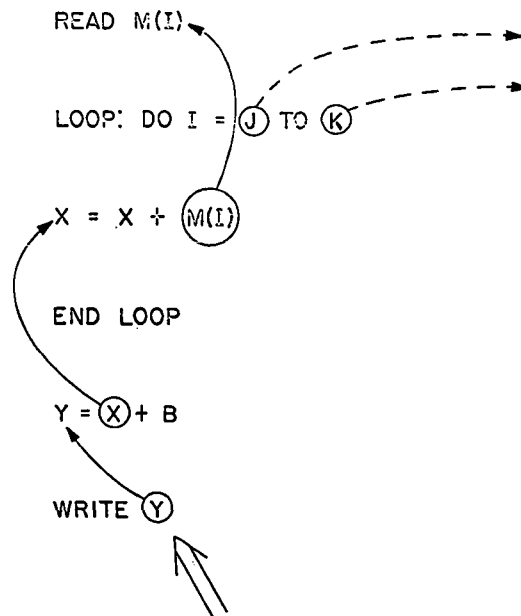 READ M(I)
LOOP: DO I = J TO K
X = X + M(I)
END LOOP
Y = X + B
WRITE Y